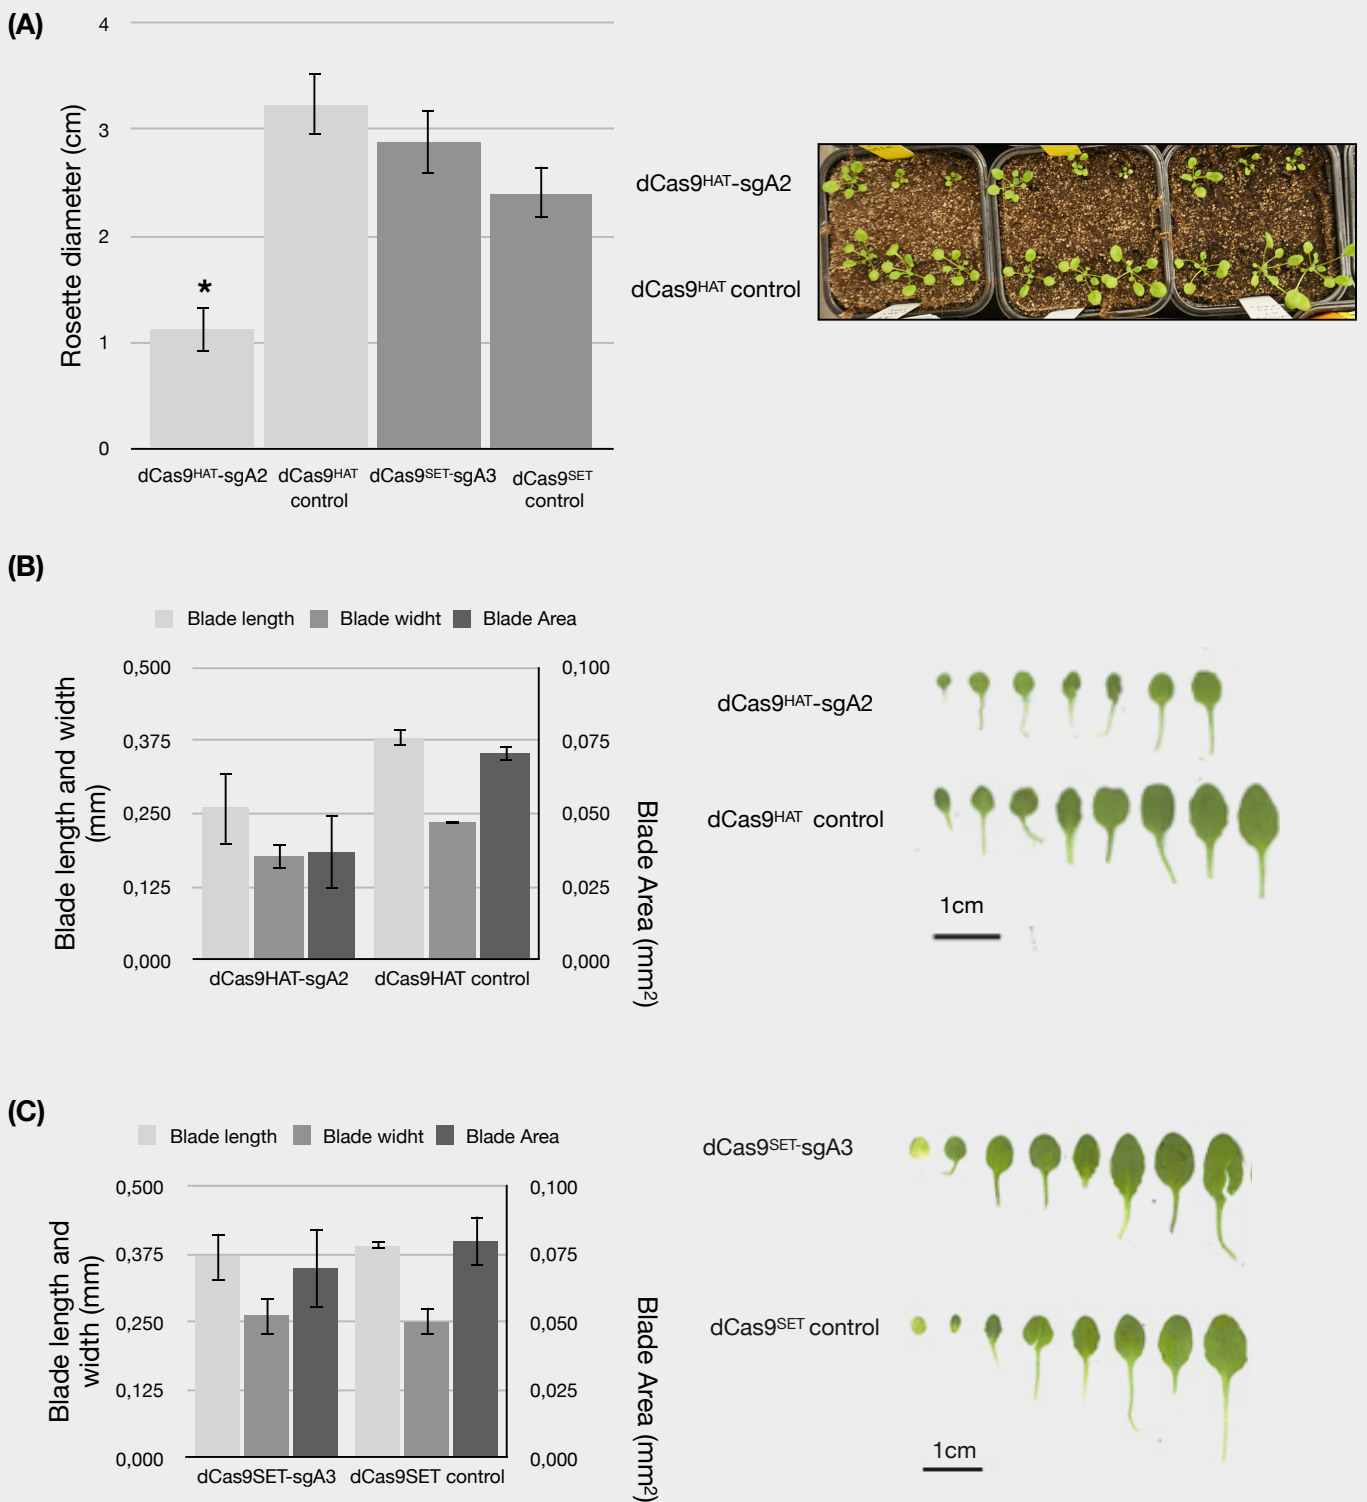 (A)
4
3
2
1
0
Rosette diameter (cm)
*
dCas9HAT-sgA2
dCas9HAT
control
dCas9SET-sgA3
dCas9SET
control
dCas9HAT-sgA2
dCas9HAT control
(B)
Blade length
Blade widht
Blade Area
0,500
0,375
0,250
0,125
0,000
Blade length and width
(mm)
0,100
0,075
0,050
0,025
0,000
Blade Area (mm2)
dCas9HAT-sgA2
dCas9HAT control
dCas9HAT-sgA2
dCas9HAT control
1cm
(C)
Blade length
Blade widht
Blade Area
0,500
0,375
0,250
0,125
0,000
Blade length and
width (mm)
0,100
0,075
0,050
0,025
0,000
Blade Area (mm2)
dCas9SET-sgA3
dCas9SET control
dCas9SET-sgA3
dCas9SET control
1cm